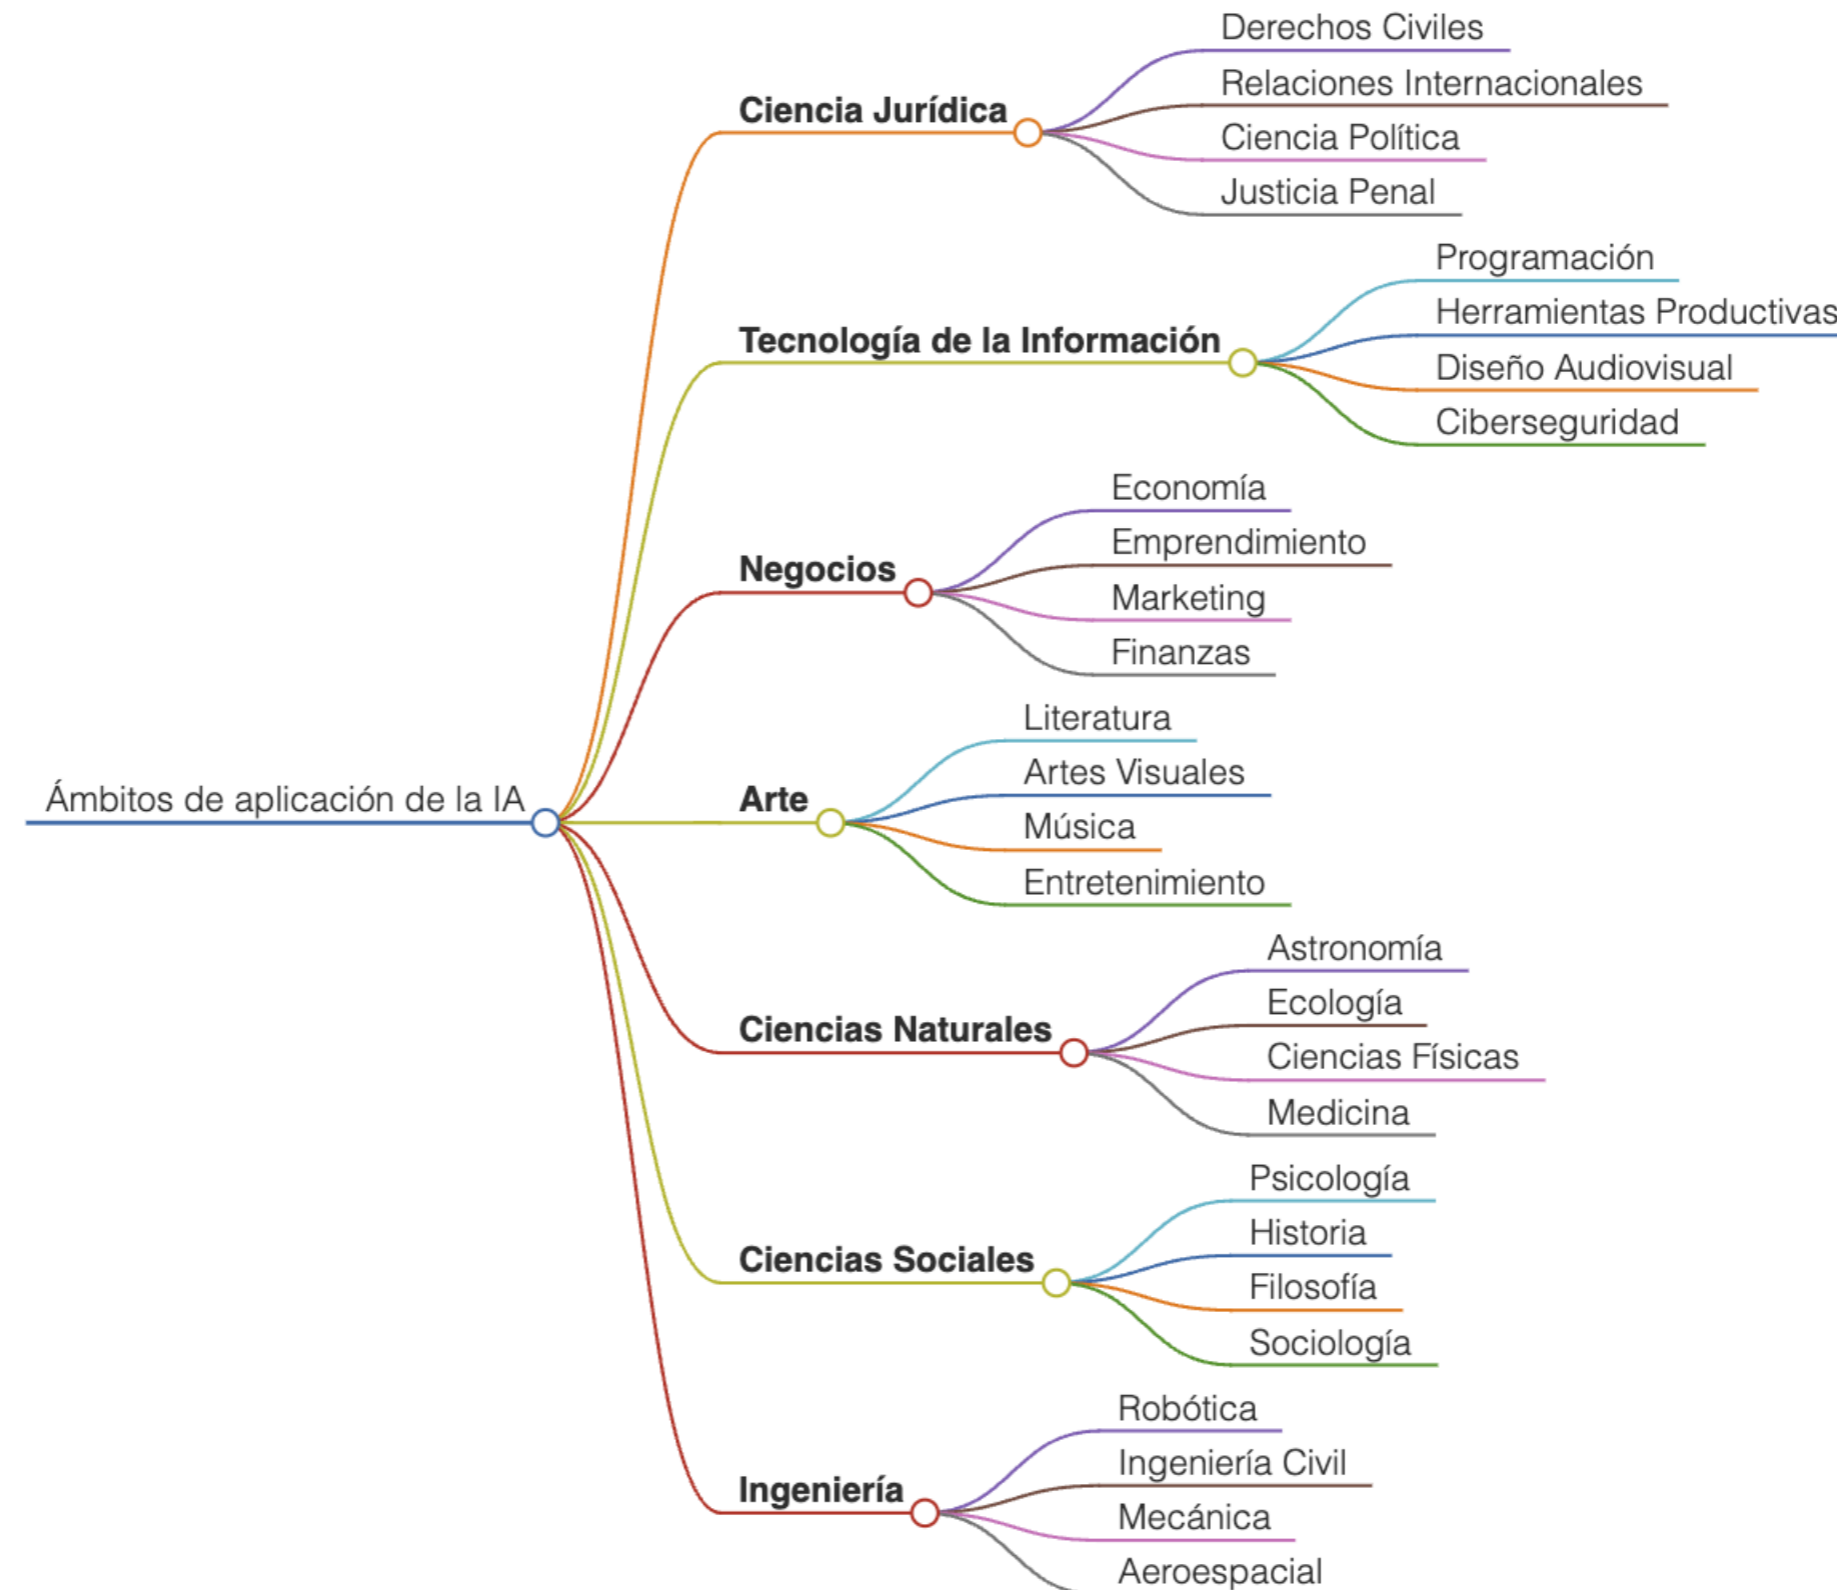 Ámbitos de aplicación de la IA
Ciencia Jurídica
Derechos Civiles
Relaciones Internacionales
Ciencia Política
Justicia Penal
Tecnología de la Información
Programación
Herramientas Productivas
Diseño Audiovisual
Ciberseguridad
Negocios
Economía
Emprendimiento
Marketing
Finanzas
Arte
Literatura
Artes Visuales
Música
Entretenimiento
Ciencias Naturales
Astronomía
Ecología
Ciencias Físicas
Medicina
Ciencias Sociales
Psicología
Historia
Filosofía
Sociología
Ingeniería
Robótica
Ingeniería Civil
Mecánica
Aeroespacial